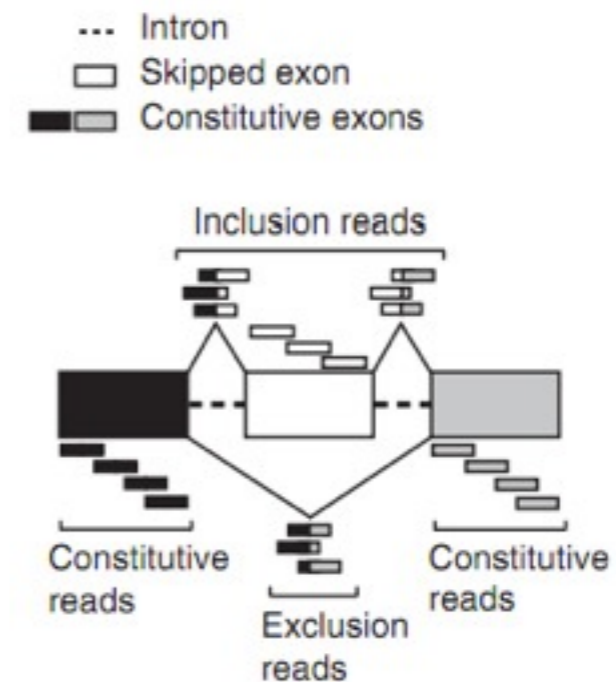 Intron
Skipped exon
Constitutive exons
Inclusion reads
Constitutive
reads
Exclusion
reads
Constitutive
reads